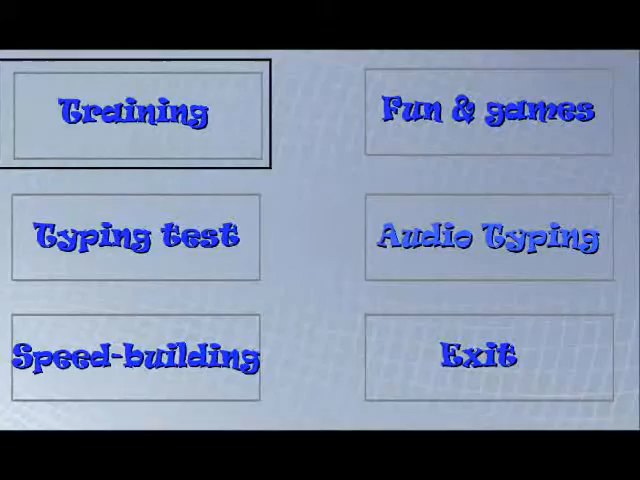 Training
Fun & games
Typing test
Audio Typing
Speed-building
Exit